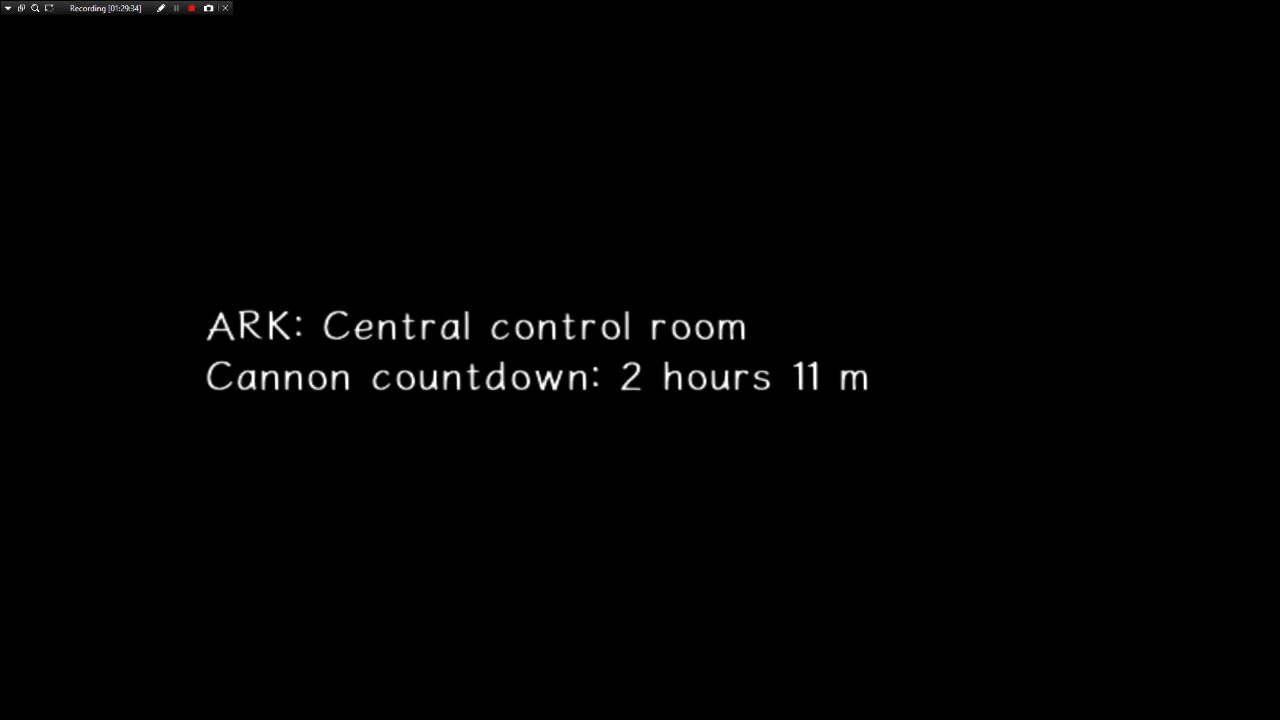 Recording [01:29:34]
ARK: Central control room
Cannon countdown: 2 hours 11 m